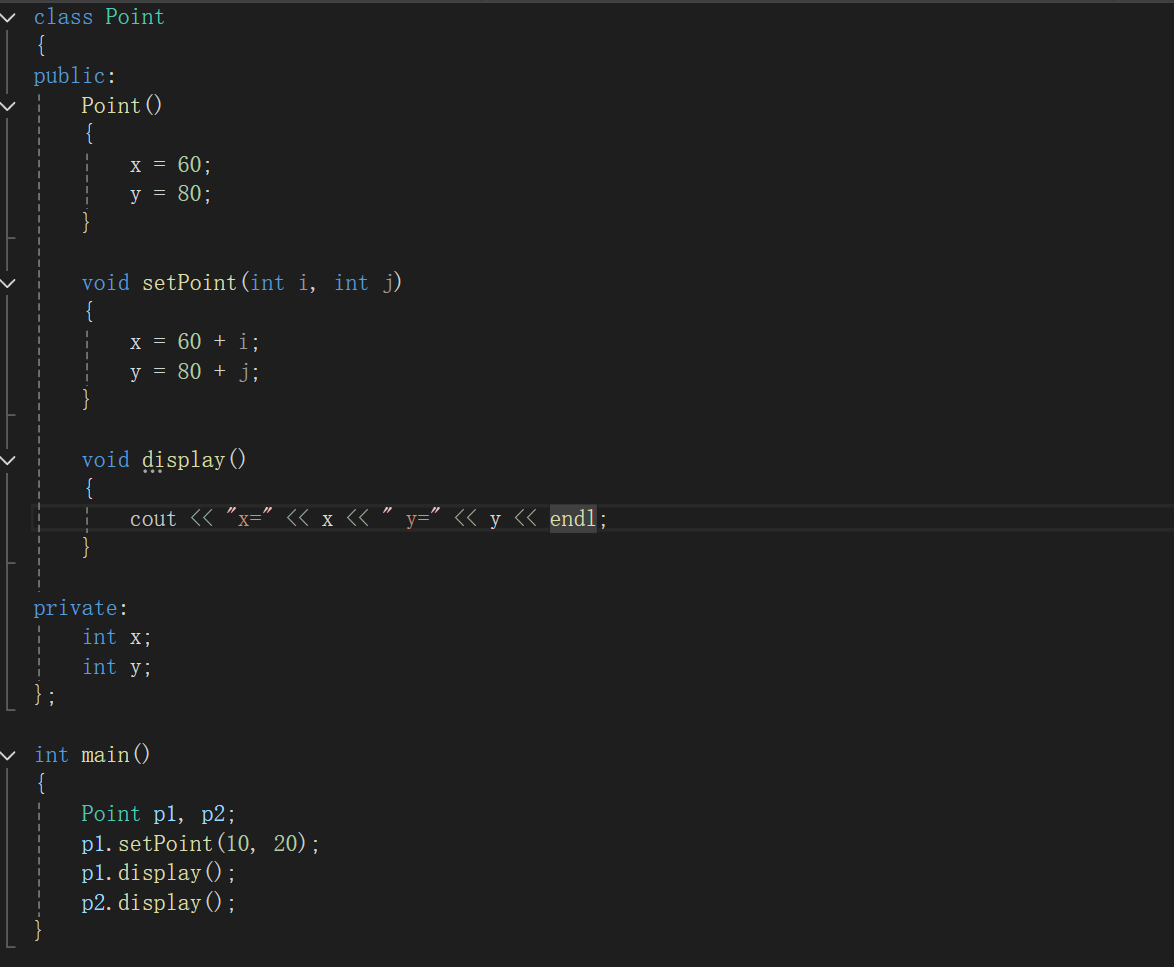 class Point
{
public:
    Point()
    {
        x = 60;
        y = 80;
    }

    void setPoint(int i, int j)
    {
        x = 60 + i;
        y = 80 + j;
    }

    void display()
    {
        cout << "x=" << x << " y=" << y << endl;
    }

private:
    int x;
    int y;
};

int main()
{
    Point p1, p2;
    p1.setPoint(10, 20);
    p1.display();
    p2.display();
}